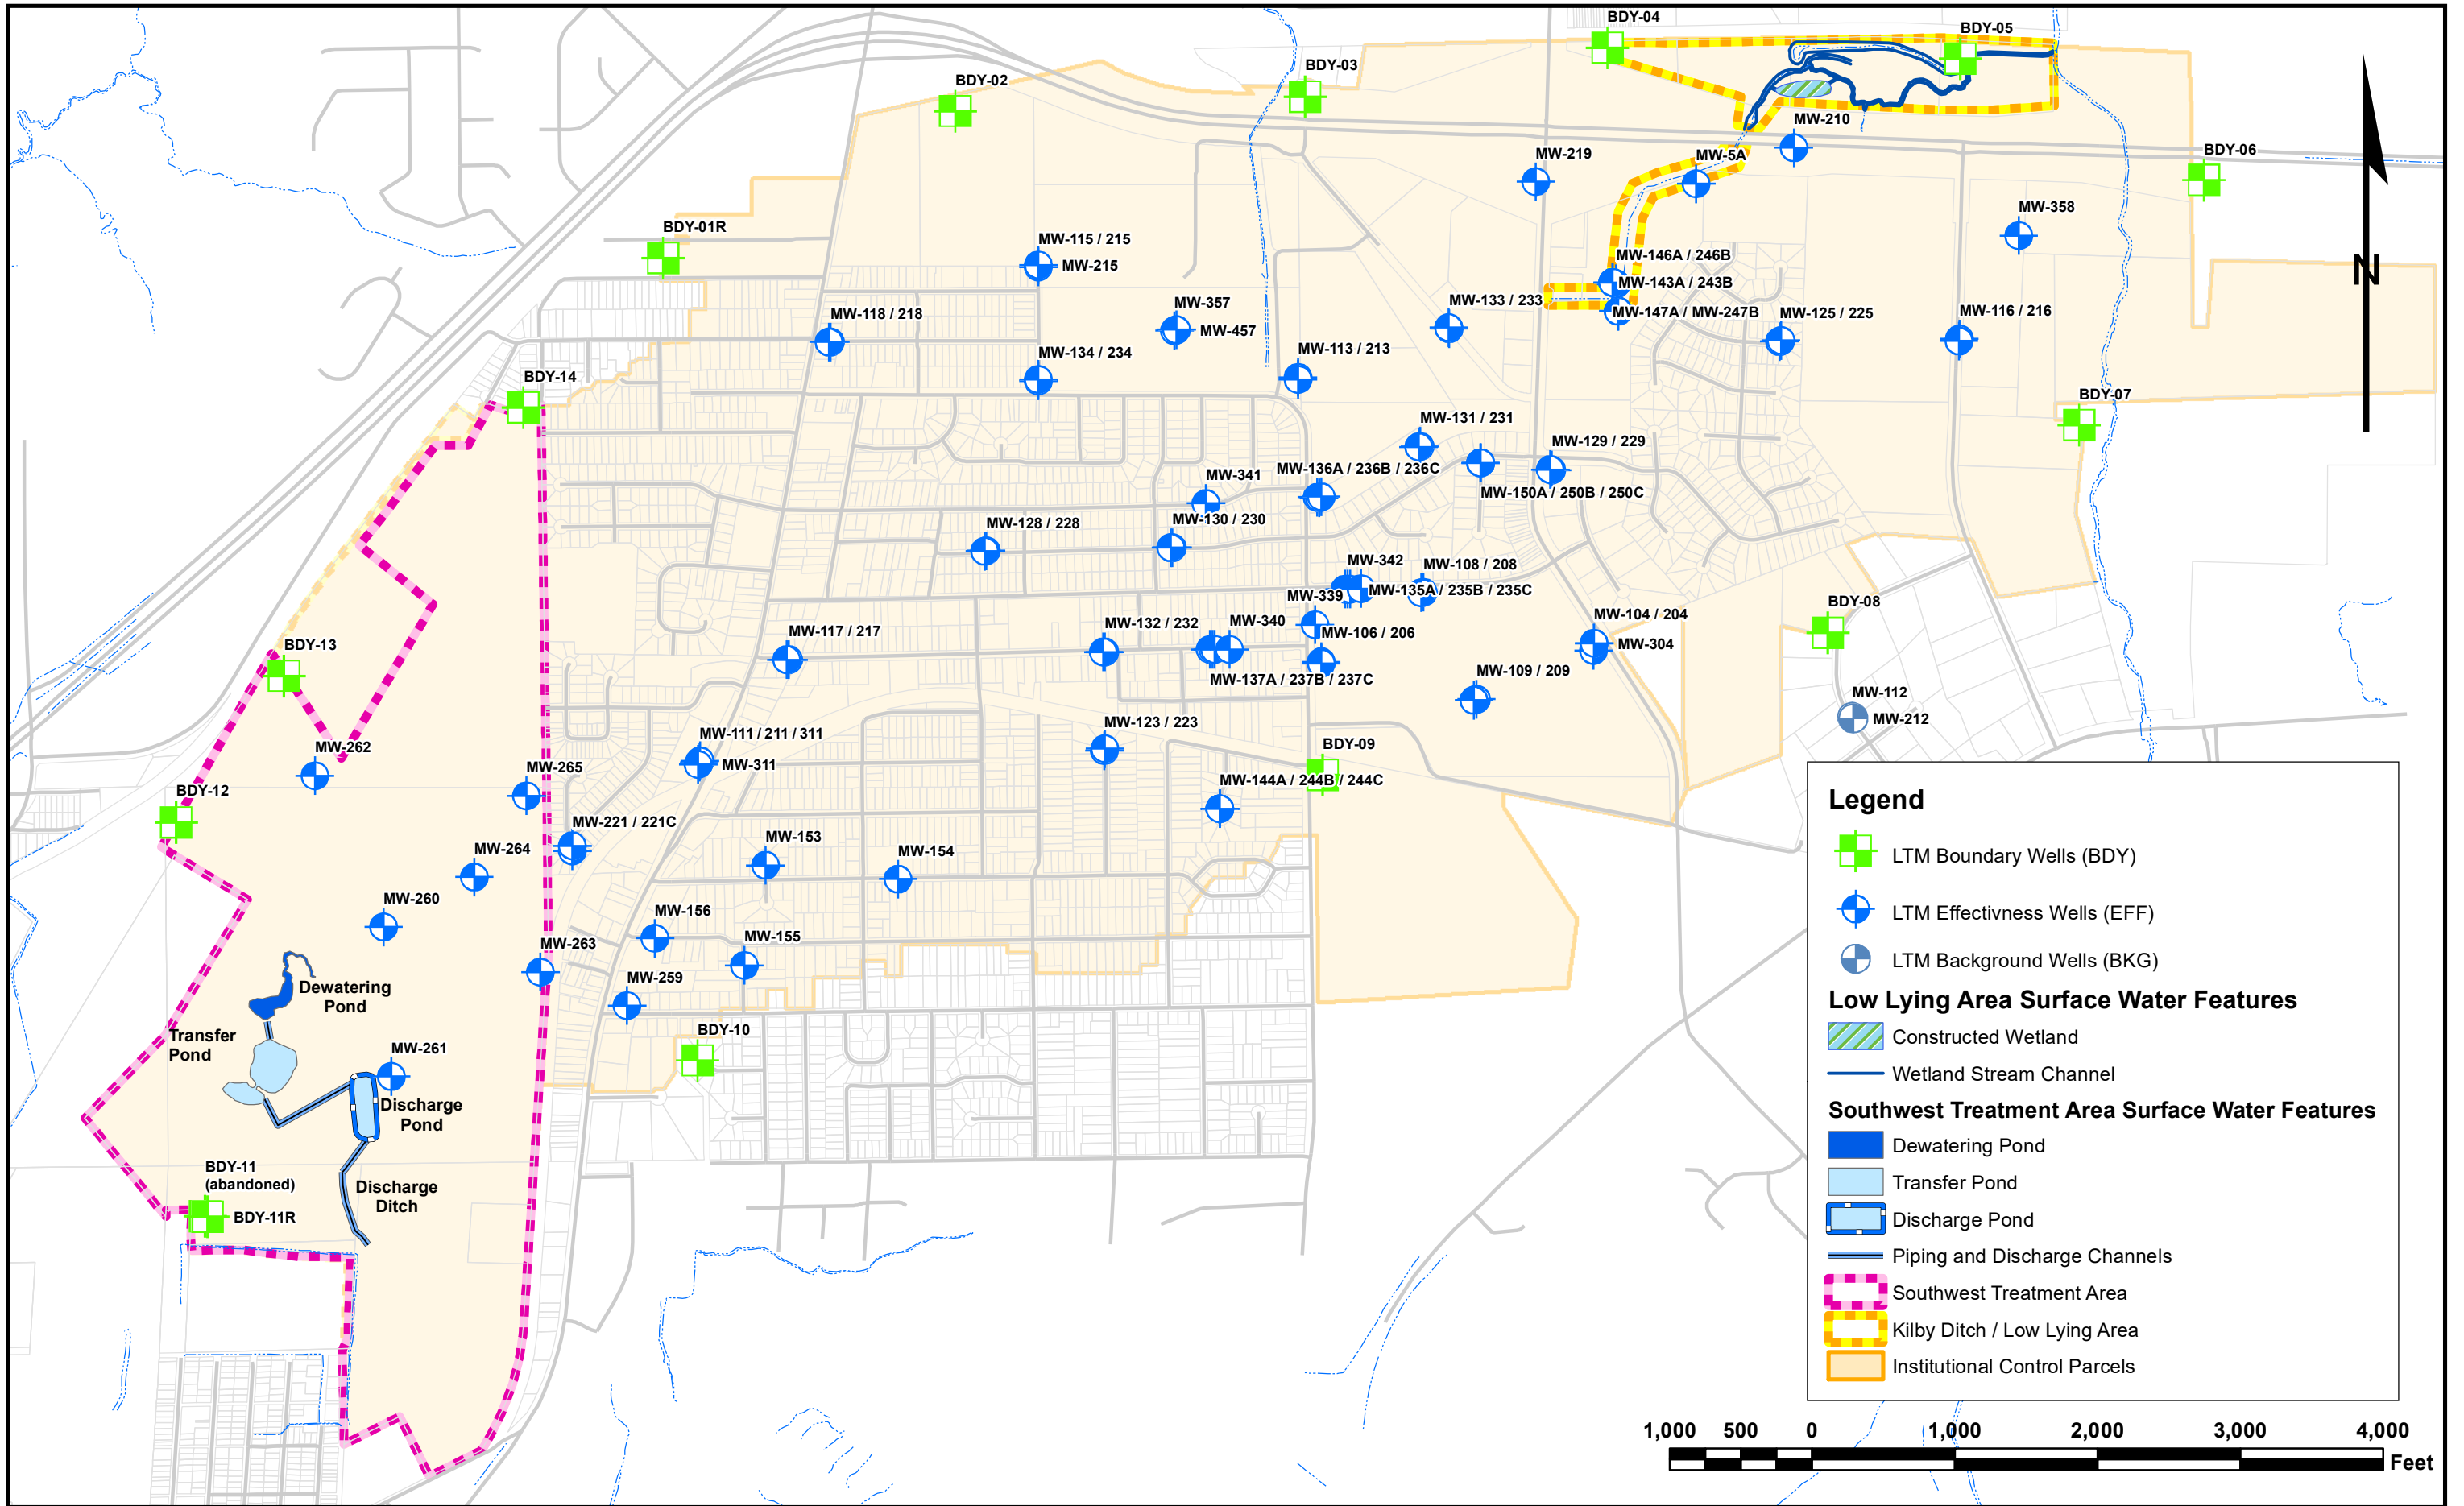 BDY-04
BDY-05
BDY-03
BDY-02
MW-210
MW-219
MW-5A
BDY-06
MW-358
BDY-01R
MW-115 / 215
MW-215
MW-146A / 246B
MW-143A / 243B
N
MW-357
MW-457
MW-133 / 233
MW-147A / MW-247B
MW-125 / 225
MW-116 / 216
MW-118 / 218
MW-134 / 234
MW-113 / 213
BDY-14
BDY-07
MW-131 / 231
MW-129 / 229
MW-136A / 236B / 236C
MW-341
MW-150A / 250B / 250C
MW-128 / 228
MW-130 / 230
MW-342
MW-108 / 208
MW-135A / 235B / 235C
MW-339
BDY-08
MW-104 / 204
MW-304
MW-117 / 217
MW-132 / 232
MW-340
MW-106 / 206
BDY-13
MW-137A / 237B / 237C
MW-109 / 209
MW-112
MW-212
MW-123 / 223
MW-111 / 211 / 311
MW-311
BDY-09
MW-262
MW-265
MW-144A / 244B / 244C
BDY-12
MW-221 / 221C
MW-153
MW-154
MW-264
MW-260
MW-156
MW-155
MW-263
MW-259
Dewatering
Pond
Transfer
Pond
BDY-10
MW-261
Discharge
Pond
BDY-11
(abandoned)
BDY-11R
Discharge
Ditch
Legend
LTM Boundary Wells (BDY)
LTM Effectivness Wells (EFF)
LTM Background Wells (BKG)
Low Lying Area Surface Water Features
Constructed Wetland
Wetland Stream Channel
Southwest Treatment Area Surface Water Features
Dewatering Pond
Transfer Pond
Discharge Pond
Piping and Discharge Channels
Southwest Treatment Area
Kilby Ditch / Low Lying Area
Institutional Control Parcels
1,000 500 0 1,000 2,000 3,000 4,000
Feet